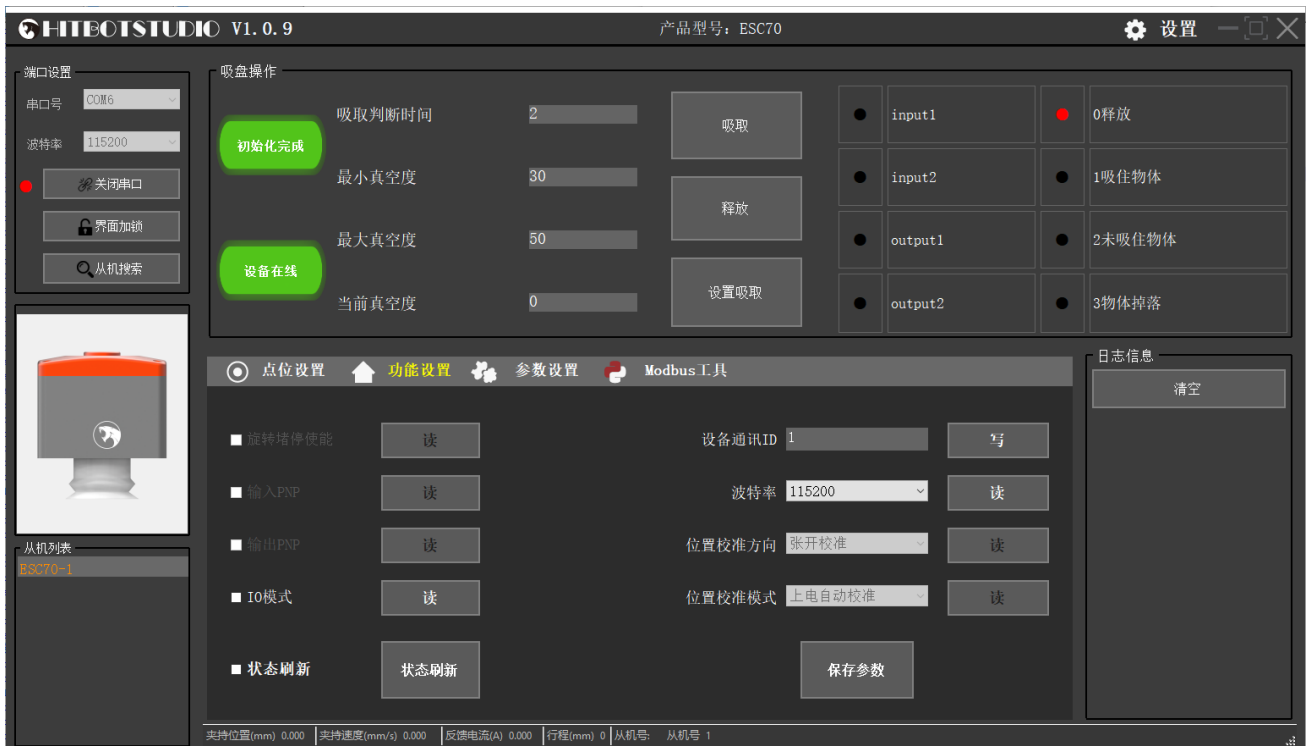 HITBOTSTUDIO V1.0.9
产品型号：ESC70
设置
端口设置
串口号 COM6
波特率 115200
关闭串口
界面加锁
从机搜索
吸盘操作
初始化完成
设备在线
吸取判断时间 2
最小真空度 30
最大真空度 50
当前真空度 0
吸取
释放
设置吸取
input1
input2
output1
output2
0释放
1吸住物体
2未吸住物体
3物体掉落
点位设置 功能设置 参数设置 Modbus工具
旋转堵停使能 读
输入PNP 读
输出PNP 读
IO模式 读
状态刷新 状态刷新
设备通讯ID 1 写
波特率 115200 读
位置校准方向 张开校准 读
位置校准模式 上电自动校准 读
保存参数
日志信息
清空
从机列表
ESC70-1
夹持位置(mm) 0.000 夹持速度(mm/s) 0.000 反馈电流(A) 0.000 行程(mm) 0 从机号: 从机号 1